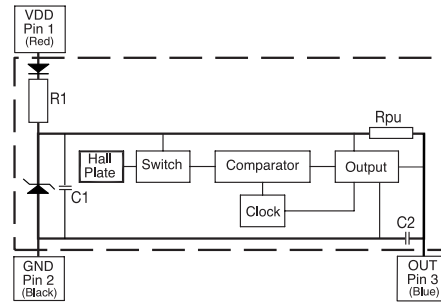 VDD
Pin 1
(Red)
R1
Rpu
Hall
Plate
Switch
Comparator
Output
C1
Clock
C2
GND
Pin 2
(Black)
OUT
Pin 3
(Blue)